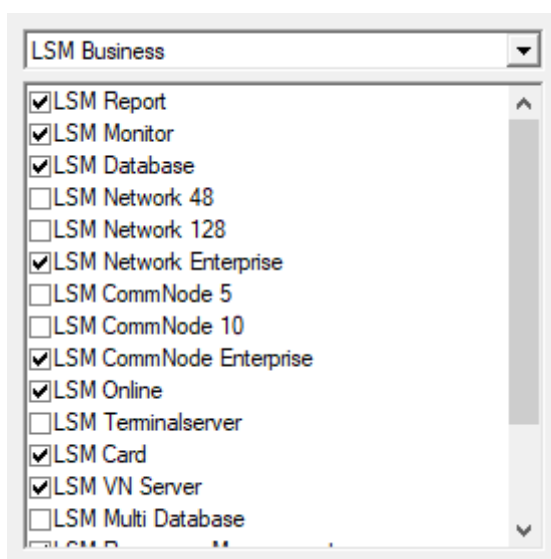 LSM Business
LSM Report
LSM Monitor
LSM Database
LSM Network 48
LSM Network 128
LSM Network Enterprise
LSM CommNode 5
LSM CommNode 10
LSM CommNode Enterprise
LSM Online
LSM Terminalserver
LSM Card
LSM VN Server
LSM Multi Database